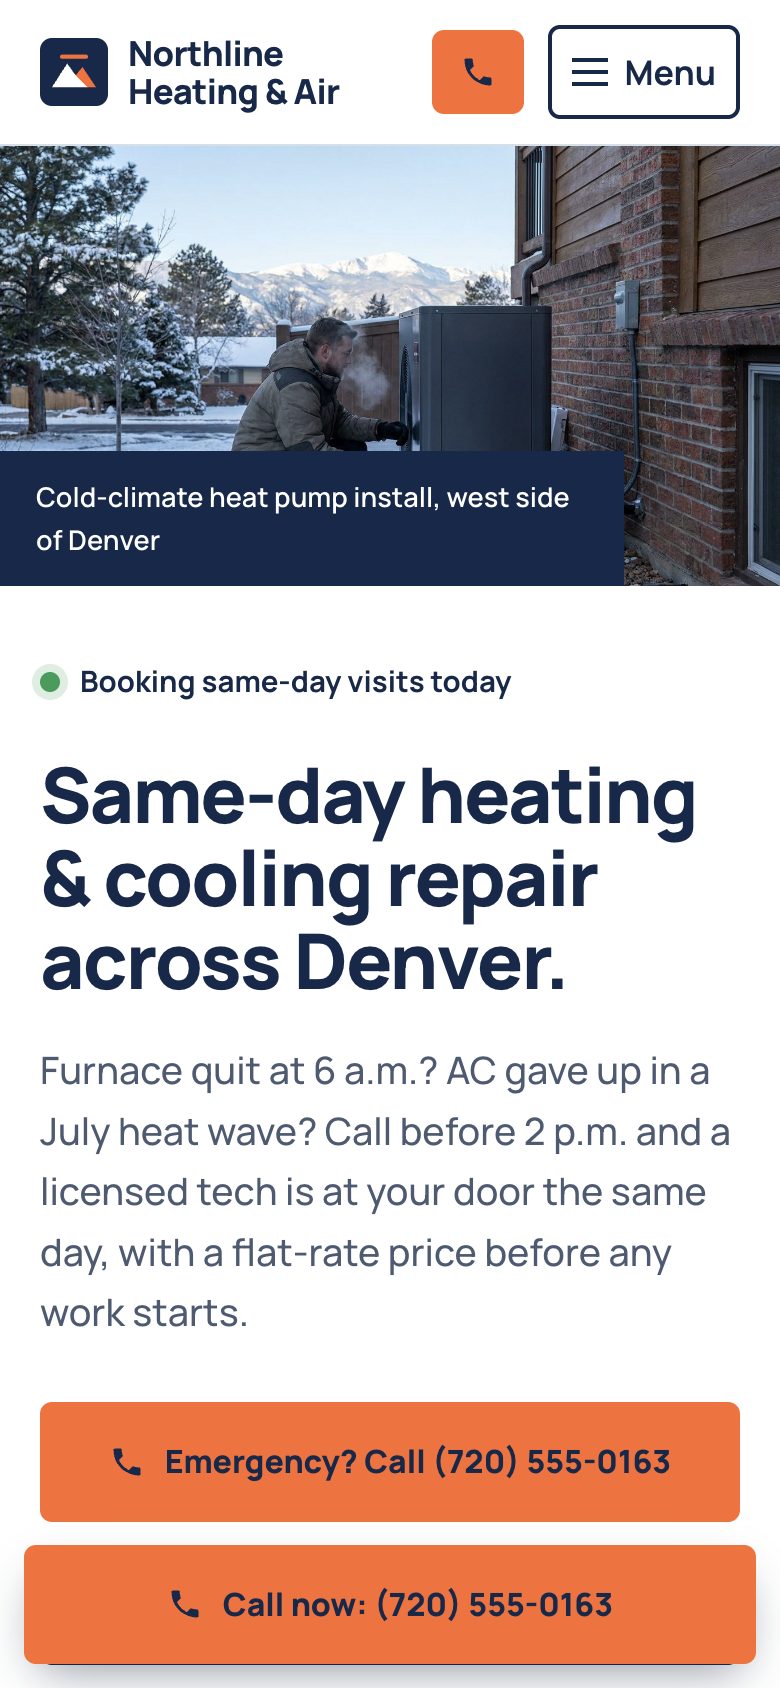 Northline
Heating & Air
Menu
Cold-climate heat pump install, west side
of Denver
Booking same-day visits today
Same-day heating
& cooling repair
across Denver.
Furnace quit at 6 a.m.? AC gave up in a
July heat wave? Call before 2 p.m. and a
licensed tech is at your door the same
day, with a flat-rate price before any
work starts.
Emergency? Call (720) 555-0163
Call now: (720) 555-0163